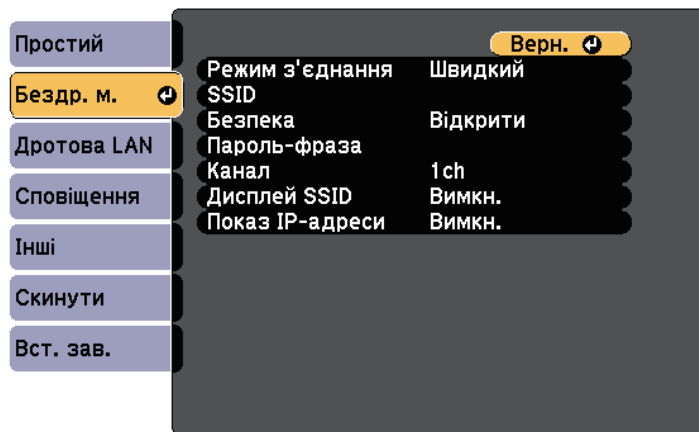 Простий
Бездр. м.
Дротова LAN
Сповіщення
Інші
Скинути
Вст. зав.
Верн.
Режим з'єднання Швидкий
SSID
Безпека Відкрити
Пароль-фраза
Канал 1ch
Дисплей SSID Вимкн.
Показ IP-адреси Вимкн.